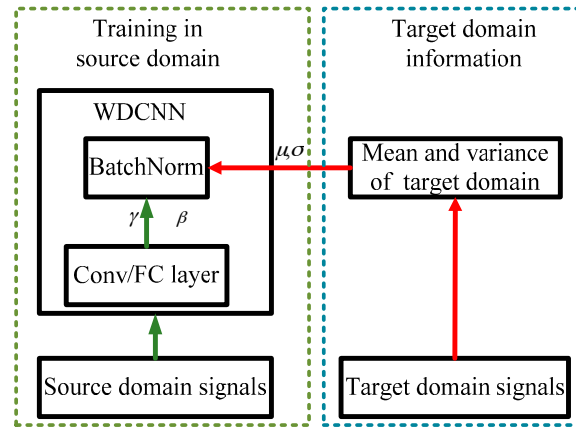 Training in
source domain
WDCNN
BatchNorm
γ β
Conv/FC layer
Source domain signals
Target domain
information
μ,σ
Mean and variance
of target domain
Target domain signals